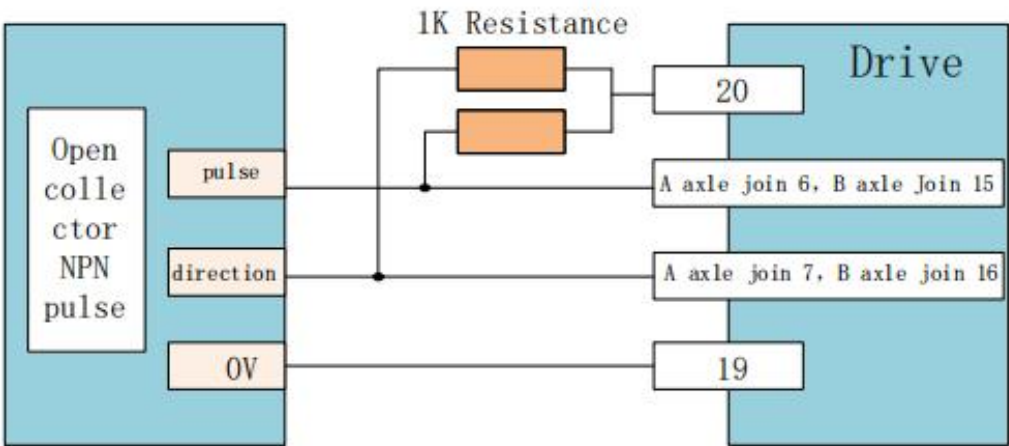 1K Resistance
Drive
20
Open
colle
ctor
NPN
pulse
pulse
A axle join 6, B axle Join 15
direction
A axle join 7, B axle join 16
0V
19